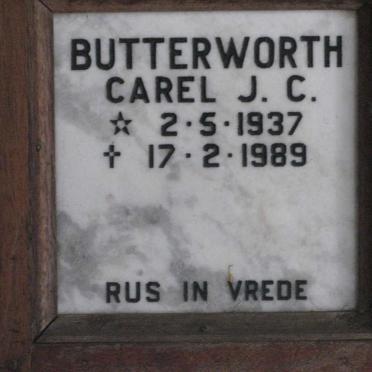 BUTTERWORTH
CAREL J. C.
☆ 2·5·1937
✝ 17·2·1989
RUS IN VREDE